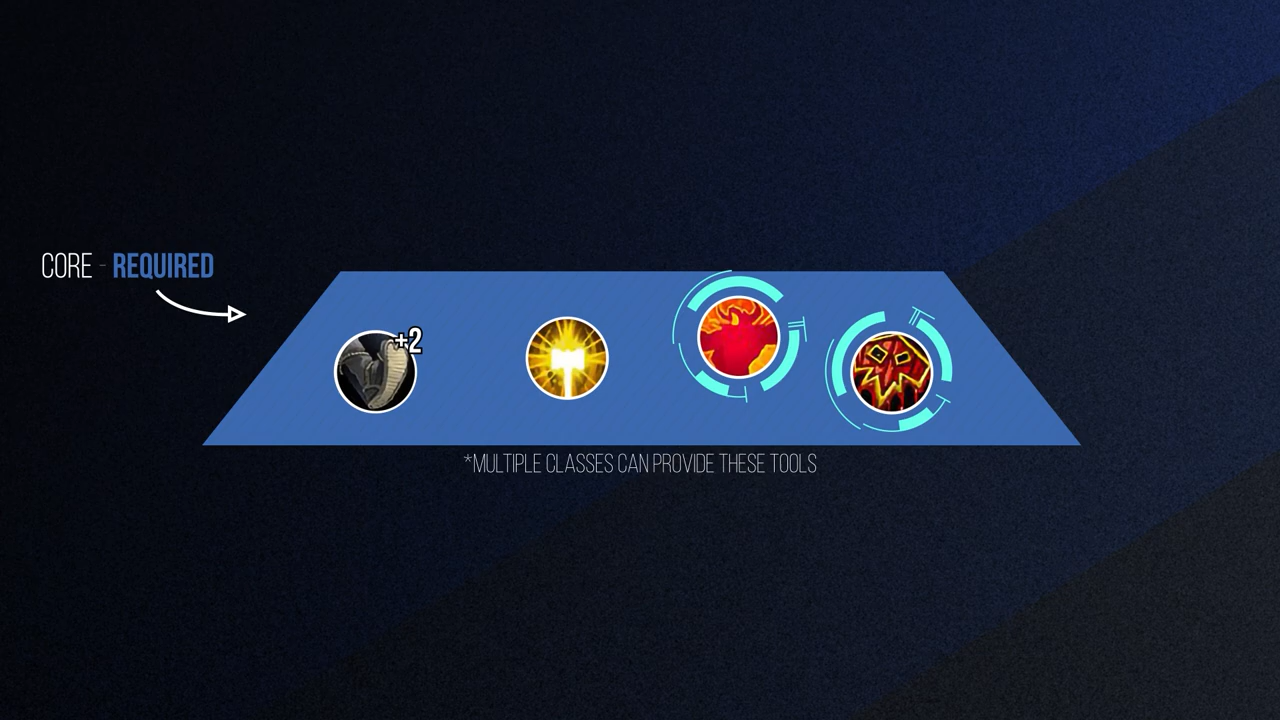 CORE - REQUIRED
+2
*MULTIPLE CLASSES CAN PROVIDE THESE TOOLS